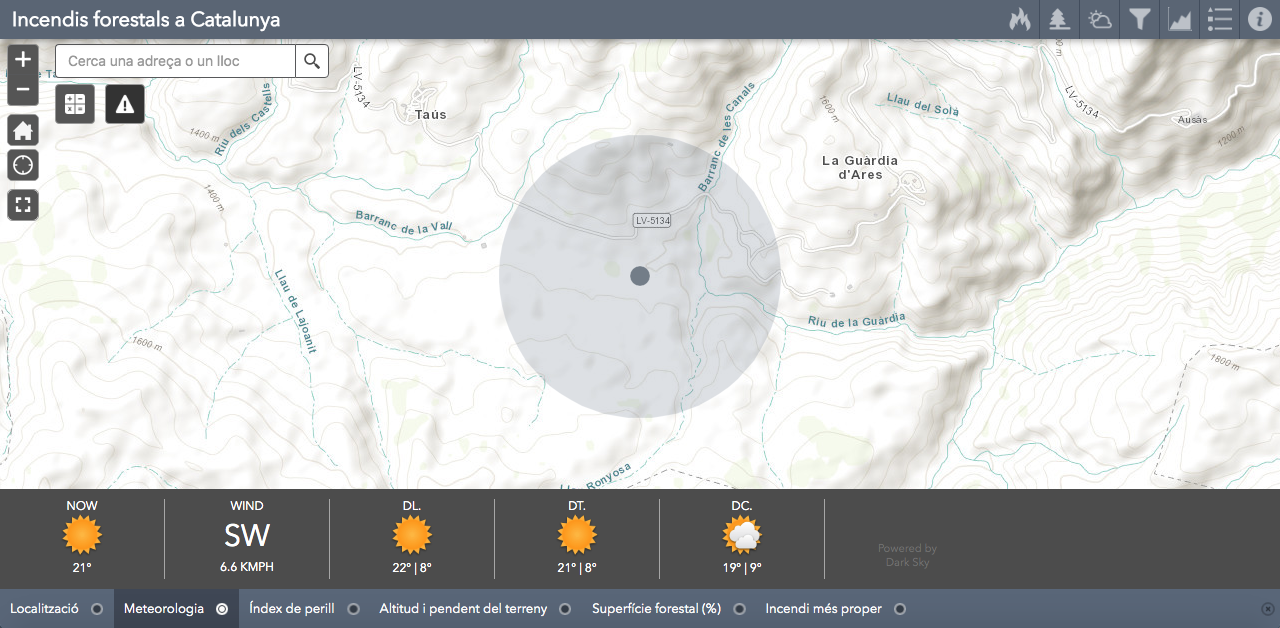 Incendis forestals a Catalunya
Cerca una adreça o un lloc
LV-5134
LV-5134
Taús
Llau del Solà
Ausàs
1600 m
1200 m
1400 m
Riu dels Castells
Barranc de les Canals
La Guàrdia
d'Ares
1400 m
Barranc de la Vall
LV-5134
Llau de Lajoanit
Riu de la Guàrdia
1600 m
1800 m
Ronyosa
NOW
21°
WIND
SW
6.6 KMPH
DL.
22° | 8°
DT.
21° | 8°
DC.
19° | 9°
Powered by
Dark Sky
Localització
Meteorologia
Índex de perill
Altitud i pendent del terreny
Superfície forestal (%)
Incendi més proper